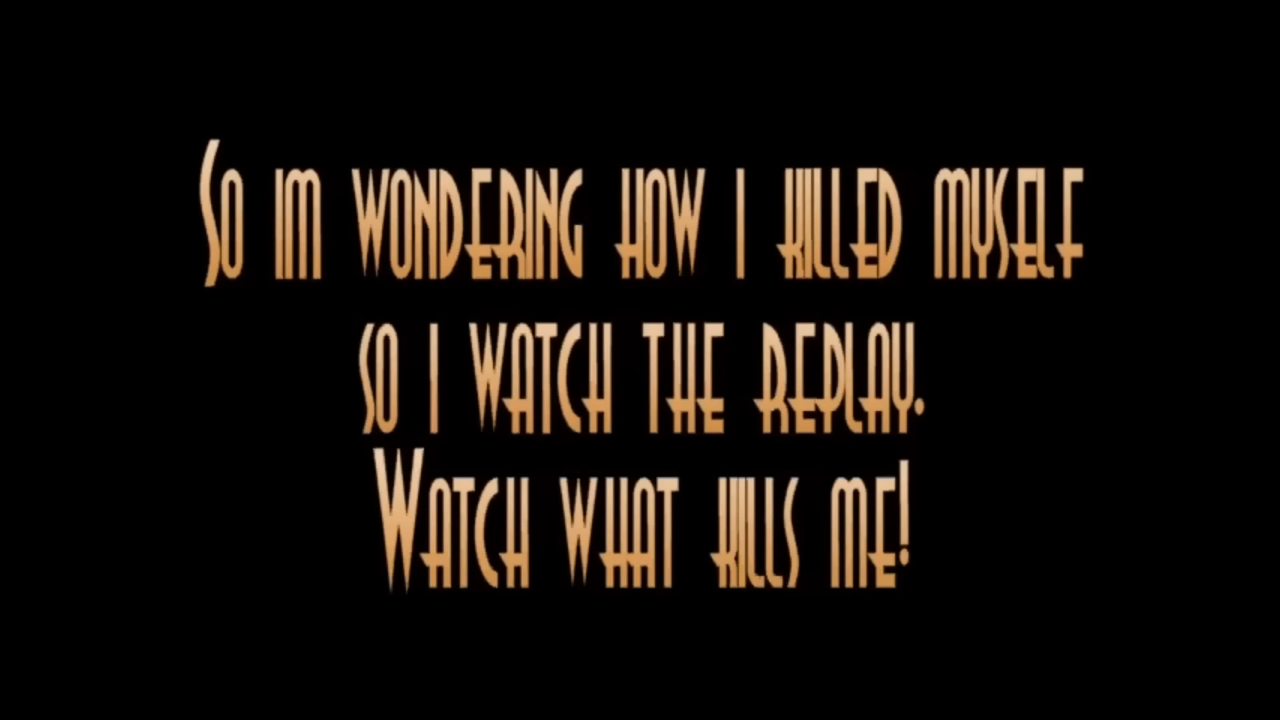 So im wondering how i killed myself
so i watch the replay.
Watch what kills me!